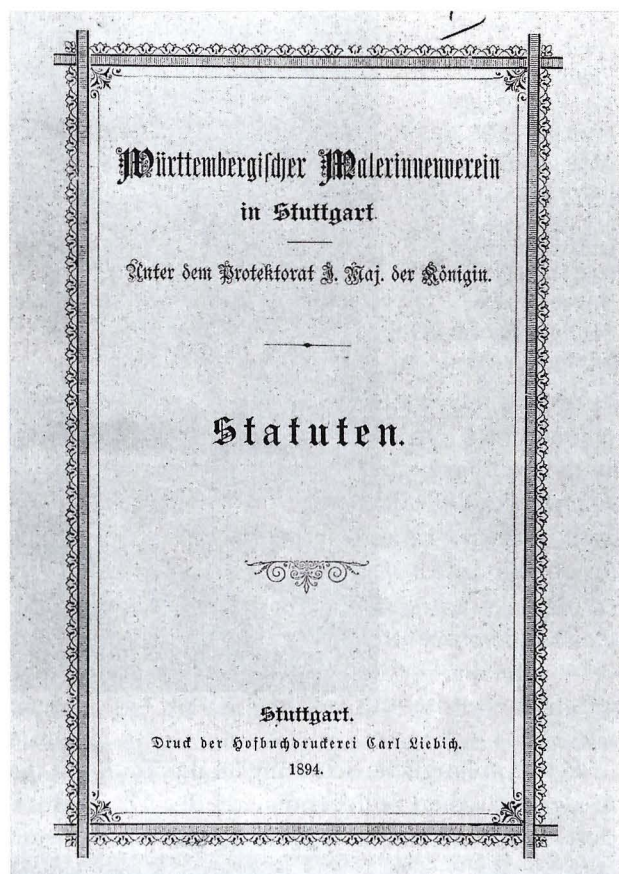 Württembergischer Malerinnenverein
in Stuttgart.
Unter dem Protektorat J. Maj. der Königin.
Statuten.
Stuttgart.
Druck der Hofbuchdruckerei Carl Liebich.
1894.